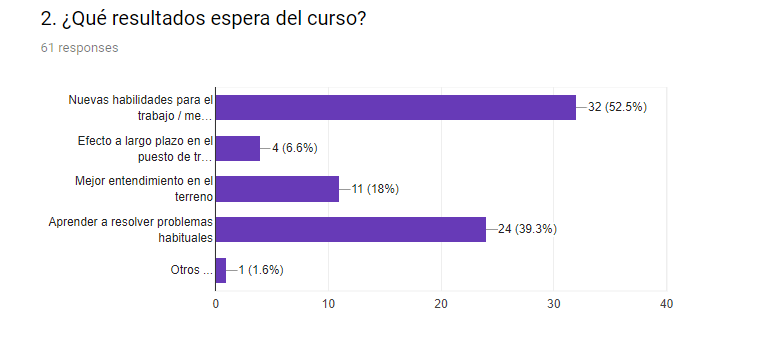 2. ¿Qué resultados espera del curso?
61 responses
Nuevas habilidades para el
trabajo / me...
32 (52.5%)
Efecto a largo plazo en el
puesto de tr...
4 (6.6%)
Mejor entendimiento en el
terreno
11 (18%)
Aprender a resolver problemas
habituales
24 (39.3%)
Otros ...
1 (1.6%)
0 10 20 30 40